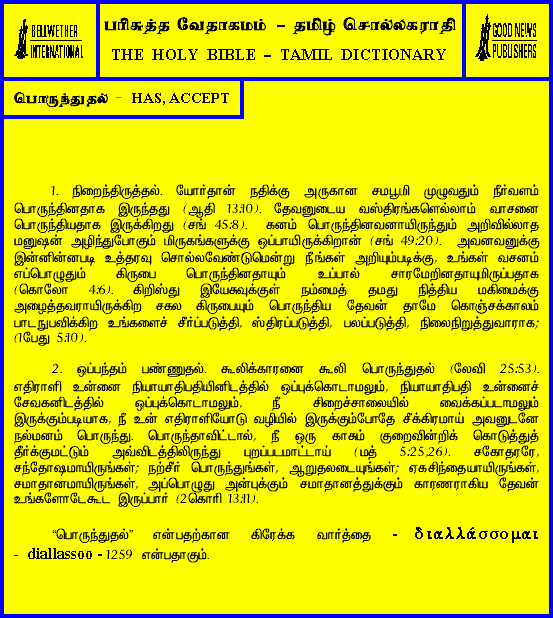 BELLWETHER
INTERNATIONAL
பரிசுத்த வேதாகமம் – தமிழ் சொல்லகராதி
THE HOLY BIBLE – TAMIL DICTIONARY
GOOD NEWS
PUBLISHERS
பொருந்துதல் – HAS, ACCEPT
1. நிறைந்திருத்தல். யோர்தான் நதிக்கு அருகான சமபூமி முழுவதும் நீர்வளம்
பொருந்தினதாக இருந்தது (ஆதி 13:10). தேவனுடைய வஸ்திரங்களெல்லாம் வாசனை
பொருந்தியதாக இருக்கிறது (சங் 45:8). கனம் பொருந்தினவனாயிருந்தும் அறிவில்லாத
மனுஷன் அழிந்துபோகும் மிருகங்களுக்கு ஒப்பாயிருக்கிறான் (சங் 49:20). அவனவனுக்கு
இன்னின்னபடி உத்தரவு சொல்லவேண்டுமென்று நீங்கள் அறியும்படிக்கு, உங்கள் வசனம்
எப்பொழுதும் கிருபை பொருந்தினதாயும் உப்பால் சாரமேறினதாயுமிருப்பதாக
(கொலோ 4:6). கிறிஸ்து இயேசுவுக்குள் நம்மைத் தமது நித்திய மகிமைக்கு
அழைத்தவராயிருக்கிற சகல கிருபையும் பொருந்திய தேவன் தாமே கொஞ்சக்காலம்
பாடநுபவிக்கிற உங்களைச் சீர்ப்படுத்தி, ஸ்திரப்படுத்தி, பலப்படுத்தி, நிலைநிறுத்துவாராக;
(1பேது 5:10).
2. ஒப்பந்தம் பண்ணுதல். கூலிக்காரனை கூலி பொருந்துதல் (லேவி 25:53).
எதிராளி உன்னை நியாயாதிபதியினிடத்தில் ஒப்புக்கொடாமலும், நியாயாதிபதி உன்னைச்
சேவகனிடத்தில் ஒப்புக்கொடாமலும், நீ சிறைச்சாலையில் வைக்கப்படாமலும்
இருக்கும்படியாக, நீ உன் எதிராளியோடு வழியில் இருக்கும்போதே சீக்கிரமாய் அவனுடனே
நல்மனம் பொருந்து. பொருந்தாவிட்டால், நீ ஒரு காசும் குறைவின்றிக் கொடுத்துத்
தீர்க்குமட்டும் அவ்விடத்திலிருந்து புறப்படமாட்டாய் (மத் 5:25,26). சகோதரரே,
சந்தோஷமாயிருங்கள்; நற்சீர் பொருந்துங்கள், ஆறுதலடையுங்கள்; ஏகசிந்தையாயிருங்கள்,
சமாதானமாயிருங்கள், அப்பொழுது அன்புக்கும் சமாதானத்துக்கும் காரணராகிய தேவன்
உங்களோடேகூட இருப்பார் (2கொரி 13:11).
“பொருந்துதல்” என்பதற்கான கிரேக்க வார்த்தை - διαλλάσσομαι
– diallassoo - 1259 என்பதாகும்.